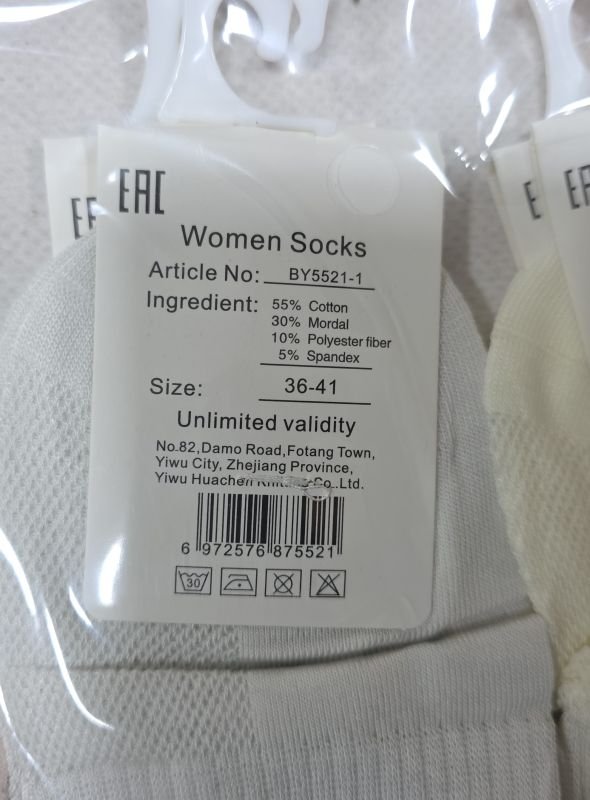 EAC
Women Socks
Article No: BY5521-1
Ingredient: 55% Cotton
30% Mordal
10% Polyester fiber
5% Spandex
Size: 36-41
Unlimited validity
No.82,Damo Road,Fotang Town,
Yiwu City, Zhejiang Province,
Yiwu Huachen Co.,Ltd.
6 972576 875521
30